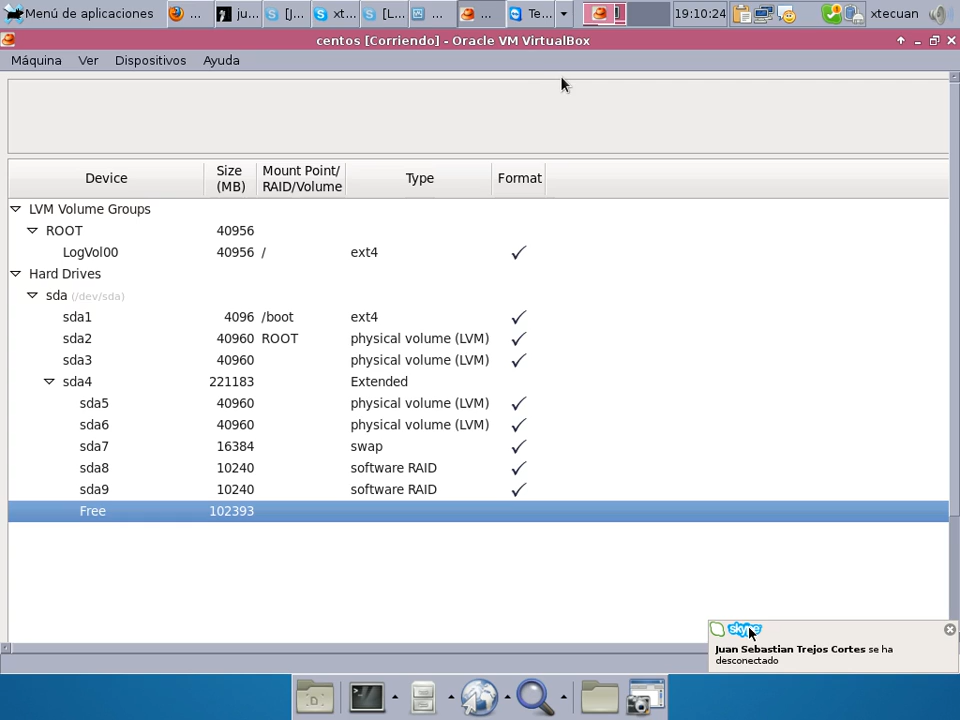 Menú de aplicaciones ... ju... [J... xt... [L... ... ... Te... 19:10:24 xtecuan
centos [Corriendo] - Oracle VM VirtualBox
Máquina Ver Dispositivos Ayuda
Device Size (MB) Mount Point/ RAID/Volume Type Format
LVM Volume Groups
ROOT 40956
LogVol00 40956 / ext4
Hard Drives
sda (/dev/sda)
sda1 4096 /boot ext4
sda2 40960 ROOT physical volume (LVM)
sda3 40960 physical volume (LVM)
sda4 221183 Extended
sda5 40960 physical volume (LVM)
sda6 40960 physical volume (LVM)
sda7 16384 swap
sda8 10240 software RAID
sda9 10240 software RAID
Free 102393
skype
Juan Sebastian Trejos Cortes se ha
desconectado